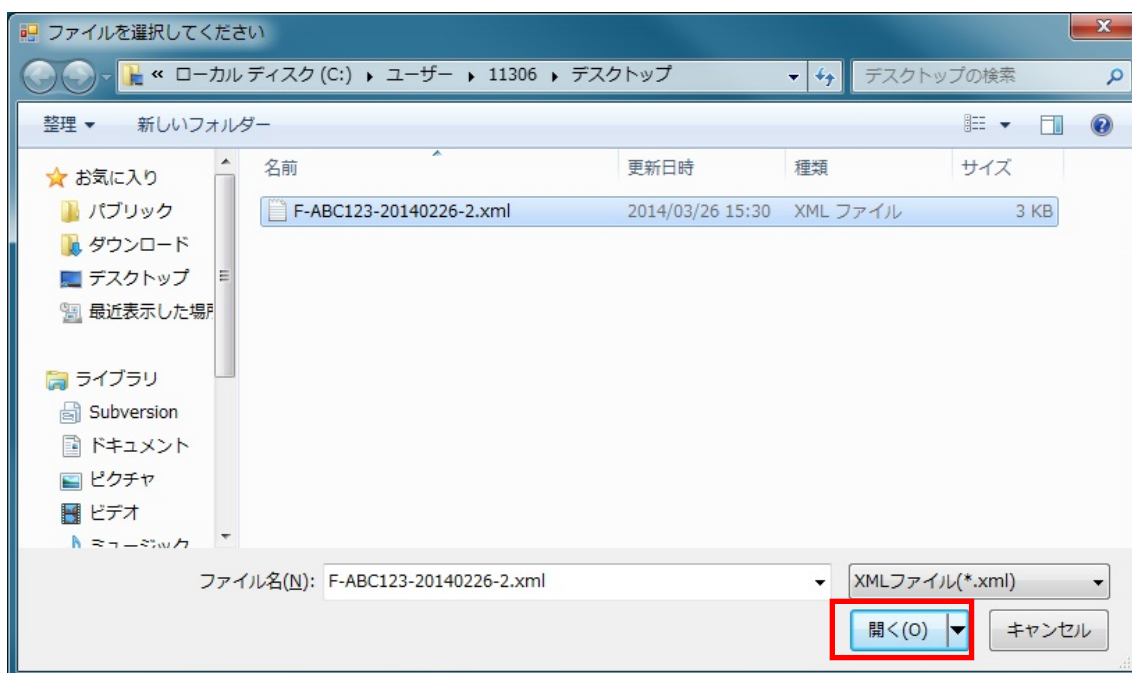 ファイルを選択してください
« ローカル ディスク (C:) ユーザー 11306 デスクトップ
デスクトップの検索
整理 新しいフォルダー
名前 更新日時 種類 サイズ
F-ABC123-20140226-2.xml 2014/03/26 15:30 XML ファイル 3 KB
お気に入り
パブリック
ダウンロード
デスクトップ
最近表示した場所
ライブラリ
Subversion
ドキュメント
ピクチャ
ビデオ
ミュージック
ファイル名(N): F-ABC123-20140226-2.xml XMLファイル(*.xml)
開く(O) キャンセル